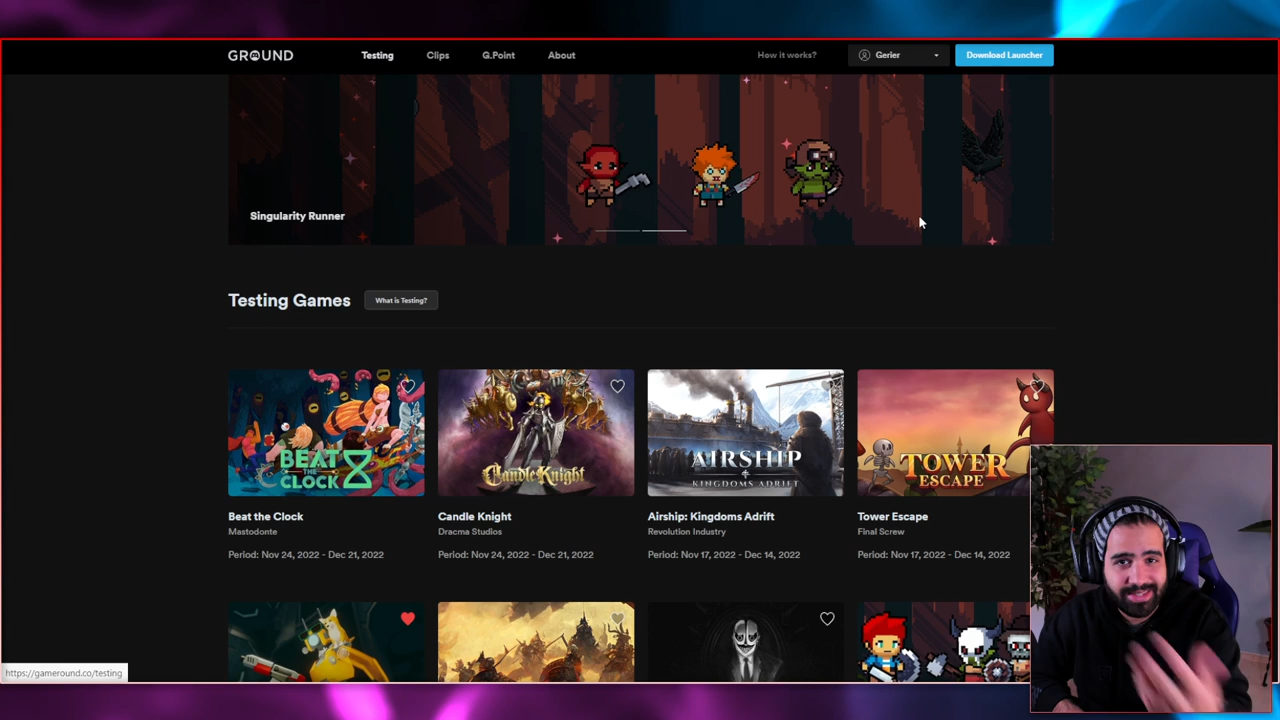 GROUND
Testing
Clips
G.Point
About
How it works?
Gerier
Download Launcher
Singularity Runner
Testing Games
What is Testing?
BEAT THE CLOCK
CandleKnight
AIRSHIP
KINGDOMS ADRIFT
TOWER
ESCAPE
Beat the Clock
Mastodonte
Period: Nov 24, 2022 - Dec 21, 2022
Candle Knight
Dracma Studios
Period: Nov 24, 2022 - Dec 21, 2022
Airship: Kingdoms Adrift
Revolution Industry
Period: Nov 17, 2022 - Dec 14, 2022
Tower Escape
Final Screw
Period: Nov 17, 2022 - Dec 14, 2022
https://gameround.co/testing